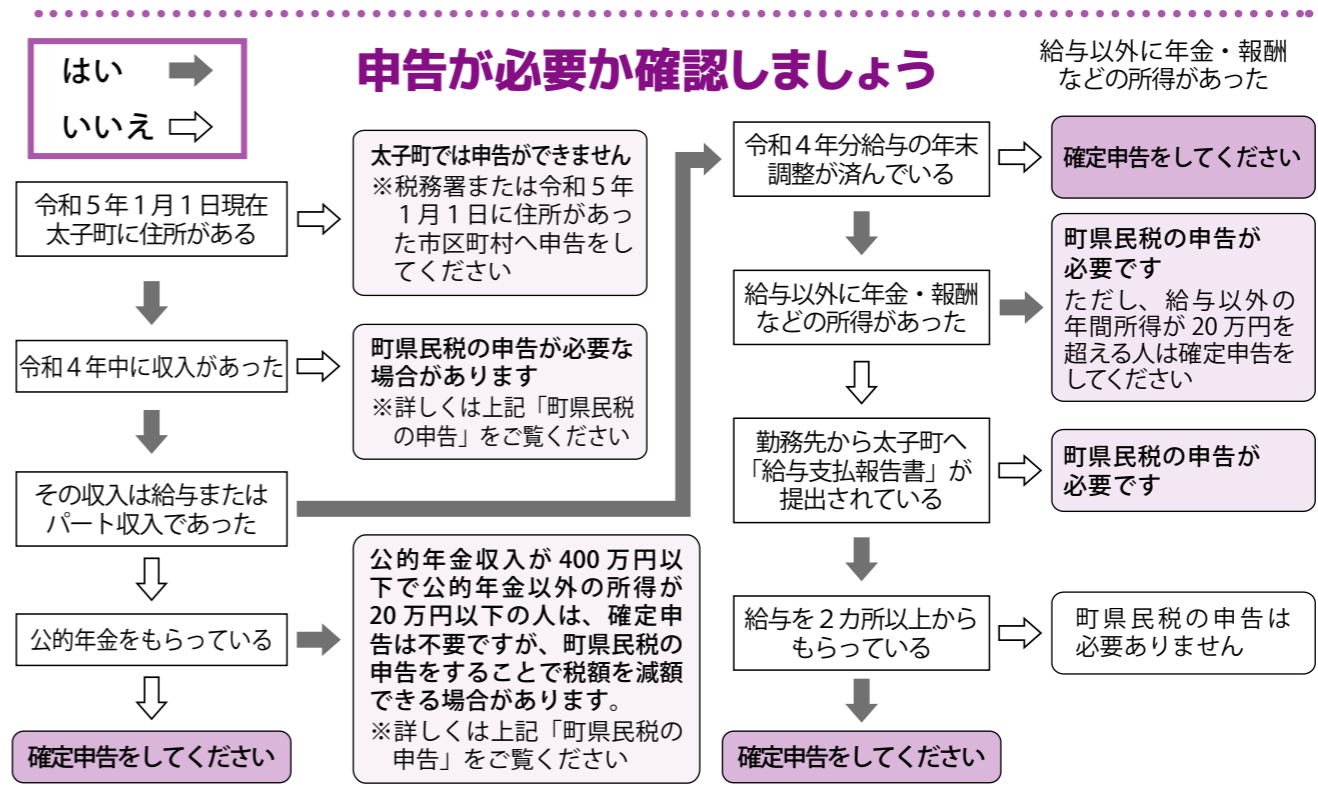 はい
いいえ
申告が必要か確認しましょう
給与以外に年金・報酬
などの所得があった
令和5年1月1日現在
太子町に住所がある
太子町では申告ができません
※税務署または令和5年
1月1日に住所があっ
た市区町村へ申告をし
てください
令和4年中に収入があった
町県民税の申告が必要な
場合があります
※詳しくは上記「町県民税
の申告」をご覧ください
その収入は給与または
パート収入であった
公的年金をもらっている
公的年金収入が400万円以
下で公的年金以外の所得が
20万円以下の人は、確定申
告は不要ですが、町県民税の
申告をすることで税額を減額
できる場合があります。
※詳しくは上記「町県民税の
申告」をご覧ください
確定申告をしてください
令和4年分給与の年末
調整が済んでいる
確定申告をしてください
給与以外に年金・報酬
などの所得があった
町県民税の申告が
必要です
ただし、給与以外の
年間所得が20万円を
超える人は確定申告を
してください
勤務先から太子町へ
「給与支払報告書」が
提出されている
町県民税の申告が
必要です
給与を2カ所以上から
もらっている
町県民税の申告は
必要ありません
確定申告をしてください